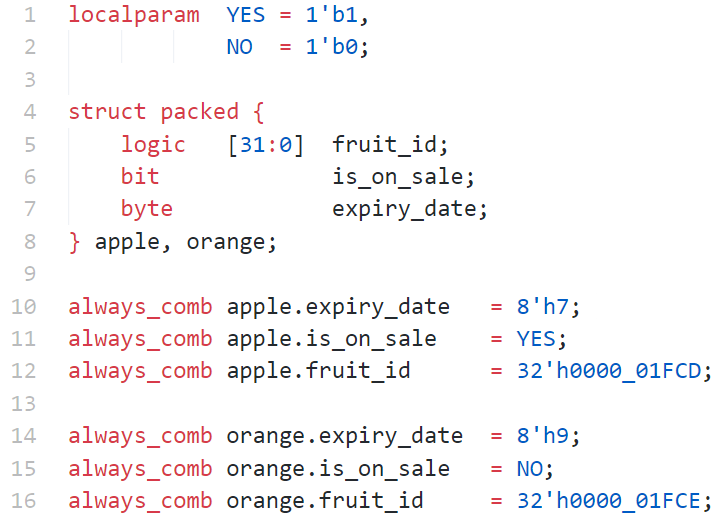 1 localparam  YES = 1'b1,
2             NO  = 1'b0;
3
4 struct packed {
5     logic   [31:0]  fruit_id;
6     bit             is_on_sale;
7     byte            expiry_date;
8 } apple, orange;
9
10 always_comb apple.expiry_date   = 8'h7;
11 always_comb apple.is_on_sale    = YES;
12 always_comb apple.fruit_id      = 32'h0000_01FCD;
13
14 always_comb orange.expiry_date  = 8'h9;
15 always_comb orange.is_on_sale   = NO;
16 always_comb orange.fruit_id     = 32'h0000_01FCE;